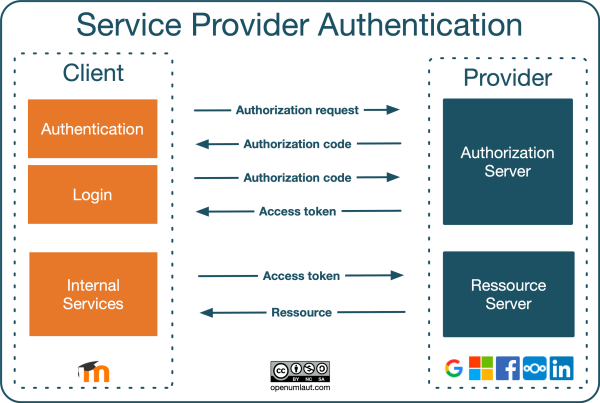 Service Provider Authentication
Client
Provider
Authentication
Login
Internal
Services
Authorization request
Authorization code
Authorization code
Access token
Access token
Ressource
Authorization
Server
Ressource
Server
m
G
f
in
cc
BY NC SA
openumlaut.com